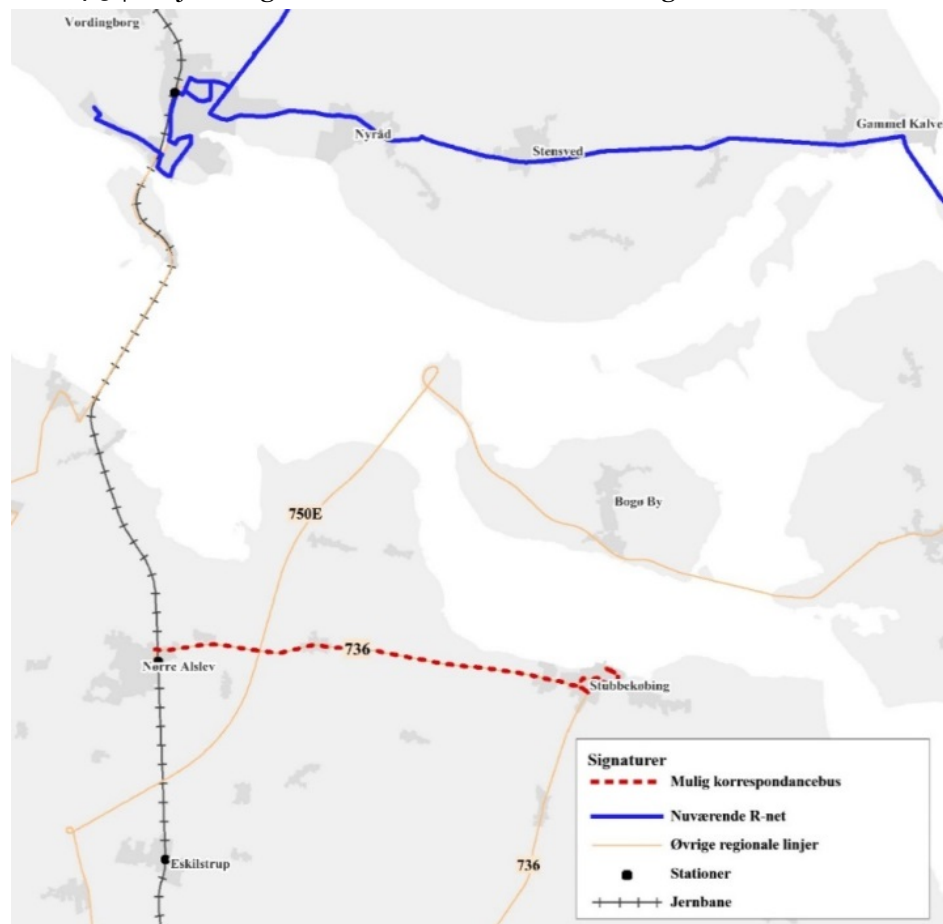 Vordingborg
Nyråd
Stensved
Gammel Kalve
750E
Bogø By
736
Nørre Alslev
Stubbekøbing
Signaturer
Mulig korrespondancebus
Nuværende R-net
Øvrige regionale linjer
Stationer
Jernbane
Eskilstrup
736